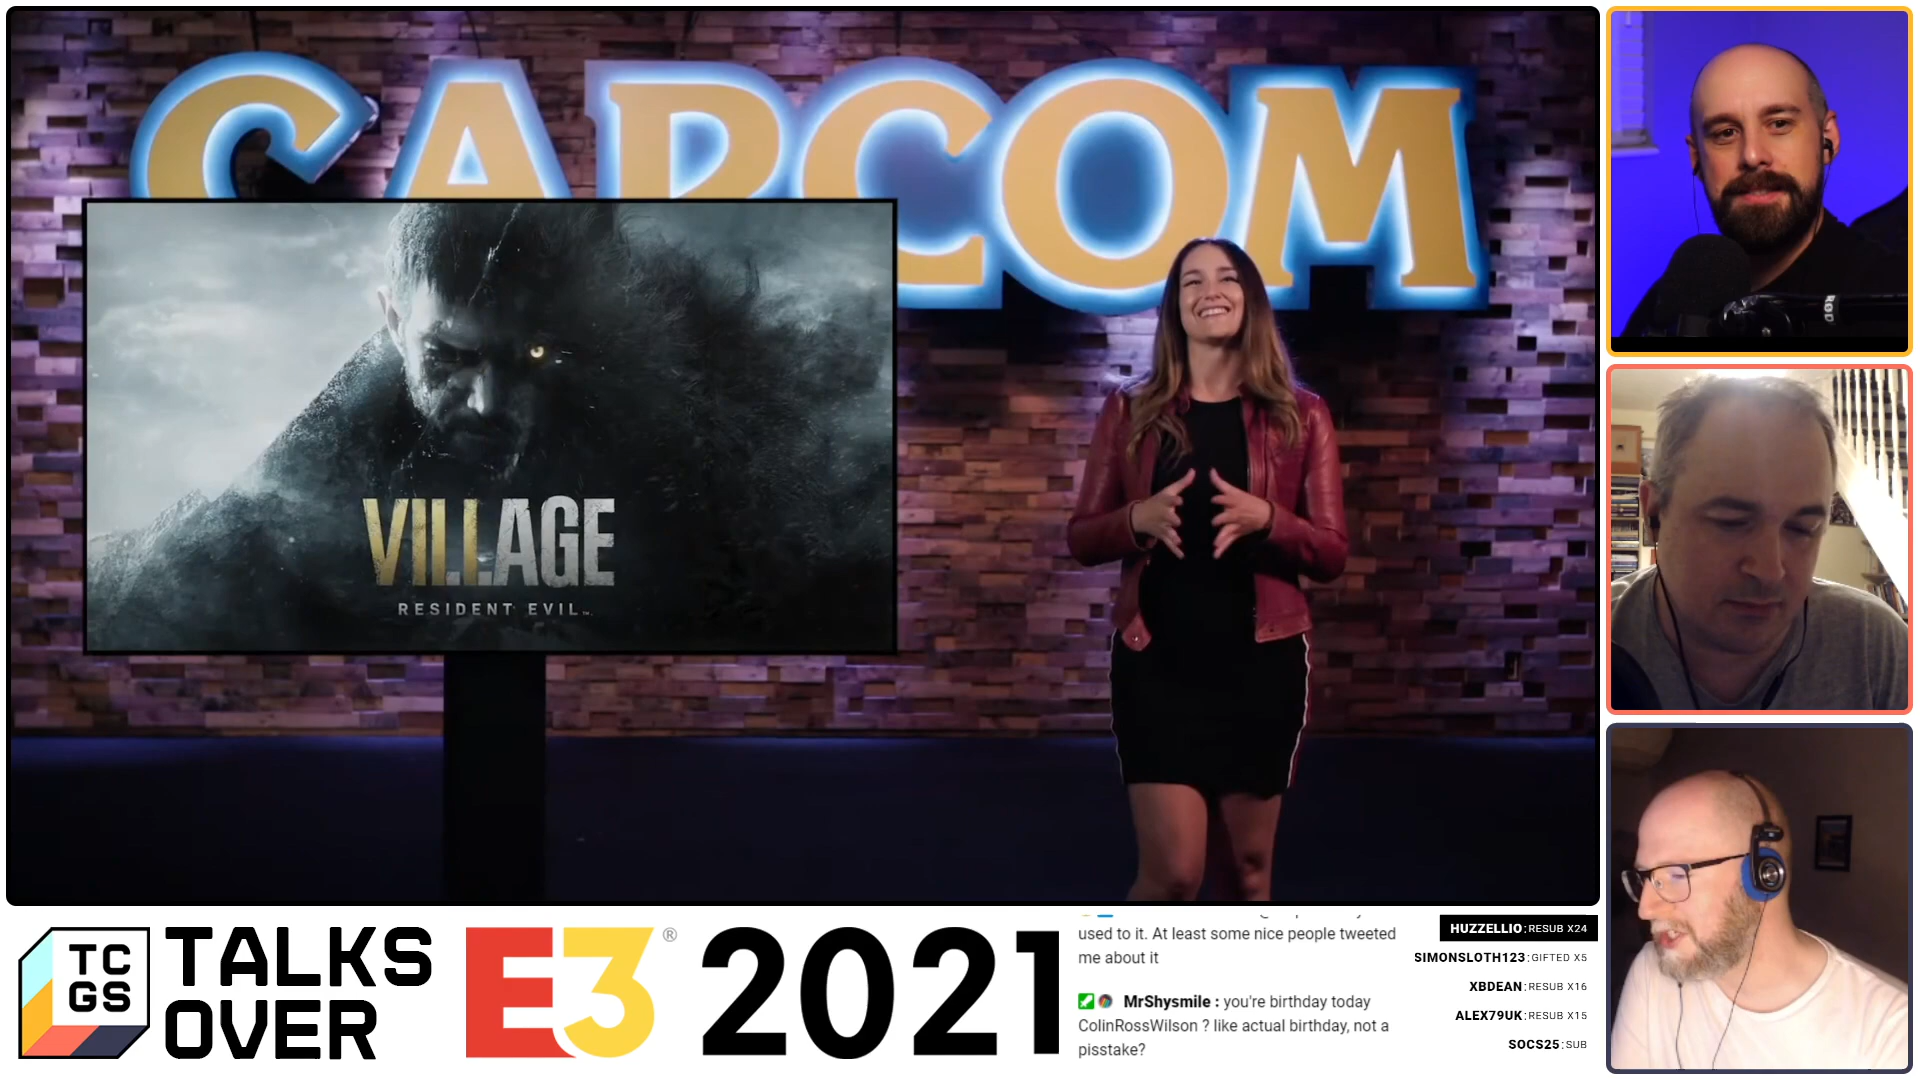 CAPCOM
VILLAGE
RESIDENT EVIL™
TC
GS
TALKS
OVER
E3® 2021
used to it. At least some nice people tweeted
me about it
MrShysmile : you're birthday today
ColinRossWilson ? like actual birthday, not a
pisstake?
HUZZELLIO: RESUB X24
SIMONSLOTH123: GIFTED X5
XBDEAN: RESUB X16
ALEX79UK: RESUB X15
SOCS25: SUB